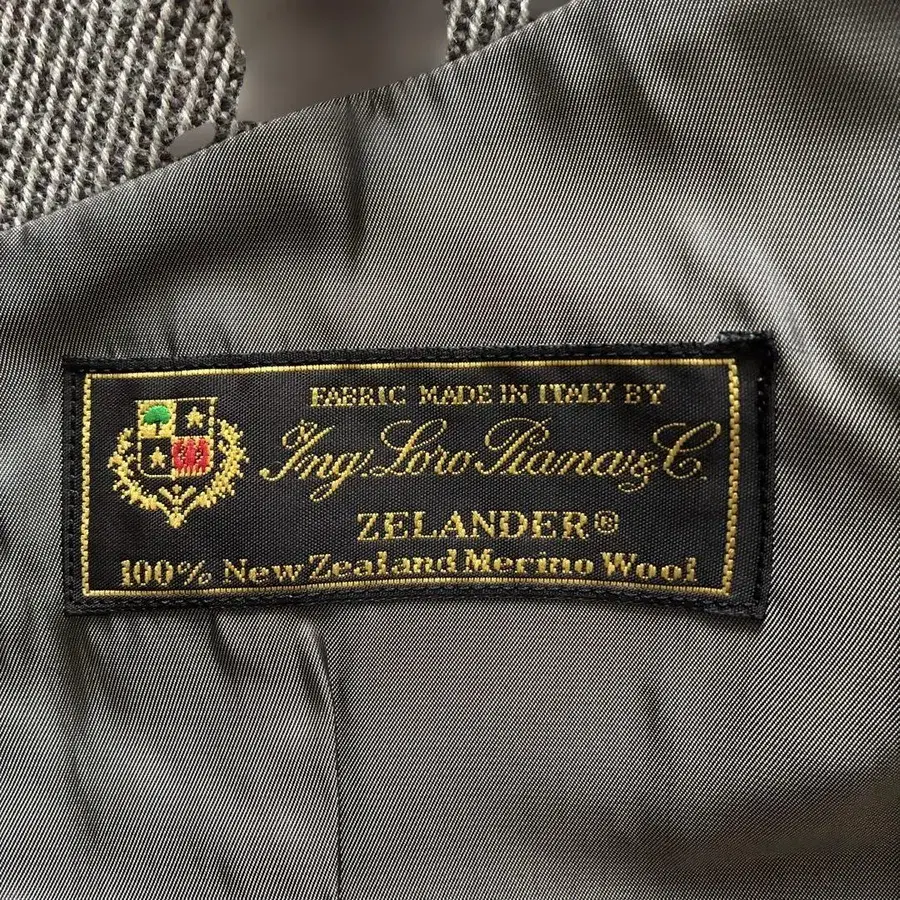 FABRIC MADE IN ITALY BY
Ing. Loro Piana & C.
ZELANDER®
100% New Zealand Merino Wool